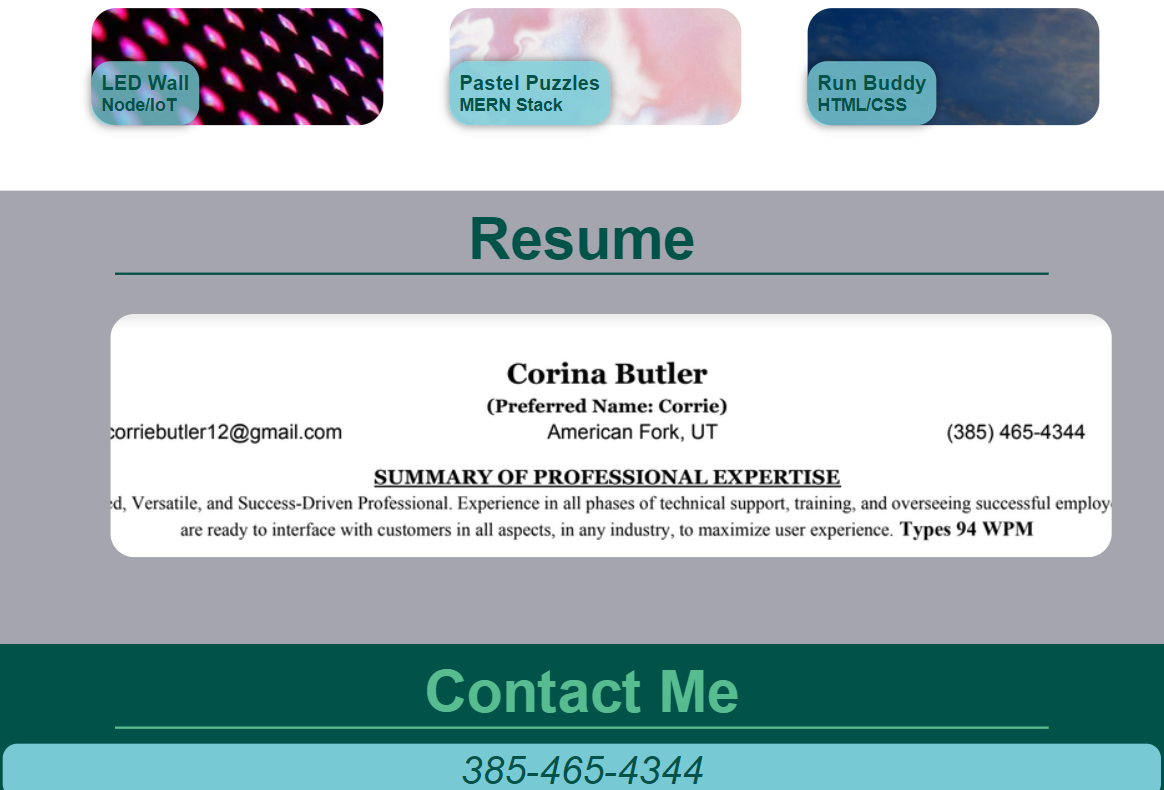 LED Wall
Node/IoT
Pastel Puzzles
MERN Stack
Run Buddy
HTML/CSS
Resume
Corina Butler
(Preferred Name: Corrie)
corriebutler12@gmail.com American Fork, UT (385) 465-4344
SUMMARY OF PROFESSIONAL EXPERTISE
Versatile, and Success-Driven Professional. Experience in all phases of technical support, training, and overseeing successful
are ready to interface with customers in all aspects, in any industry, to maximize user experience. Types 94 WPM
Contact Me
385-465-4344